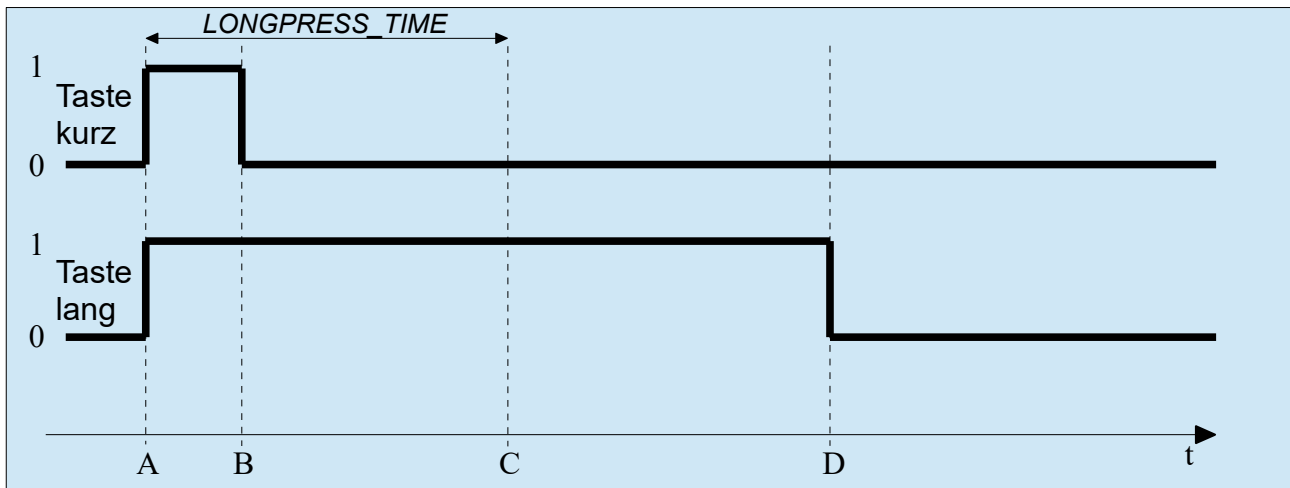 LONGPRESS_TIME
1
Taste
kurz
0
1
Taste
lang
0
A B C D t